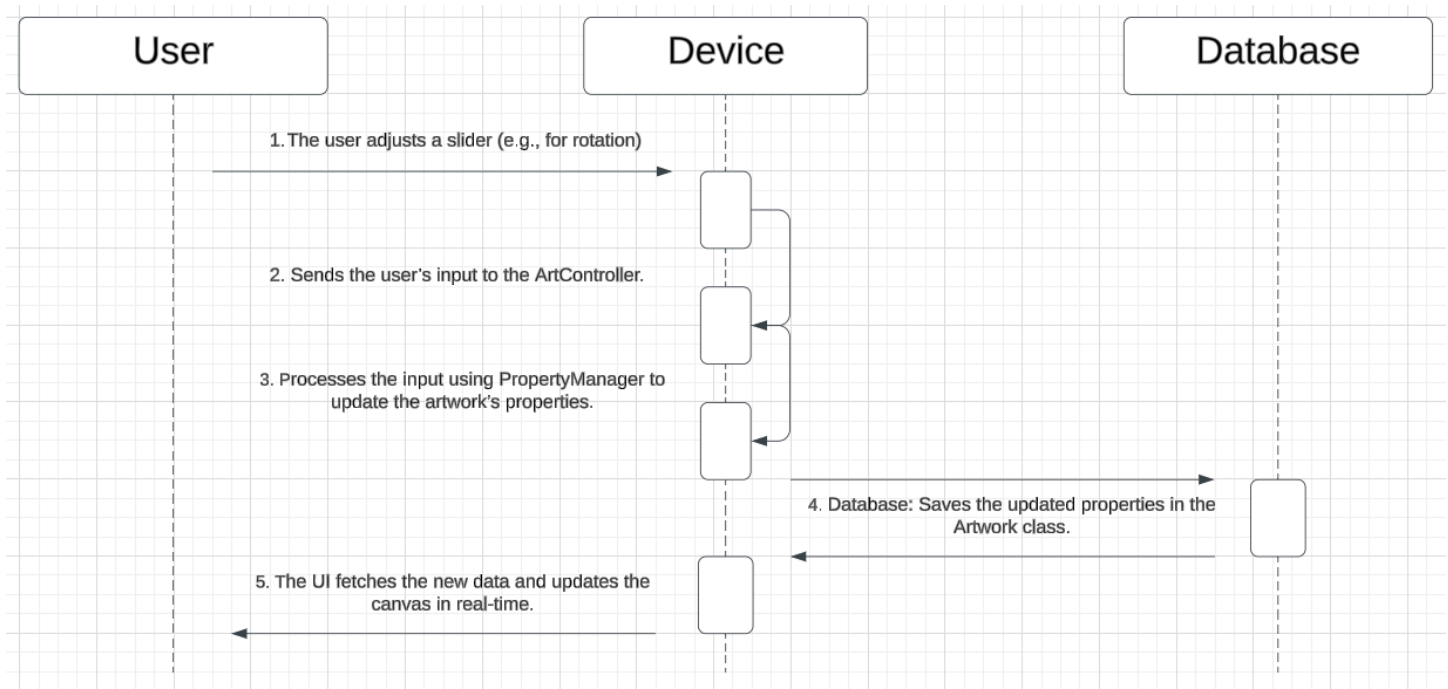 User
Device
Database
1. The user adjusts a slider (e.g., for rotation)
2. Sends the user's input to the ArtController.
3. Processes the input using PropertyManager to
update the artwork's properties.
4. Database: Saves the updated properties in the
Artwork class.
5. The UI fetches the new data and updates the
canvas in real-time.